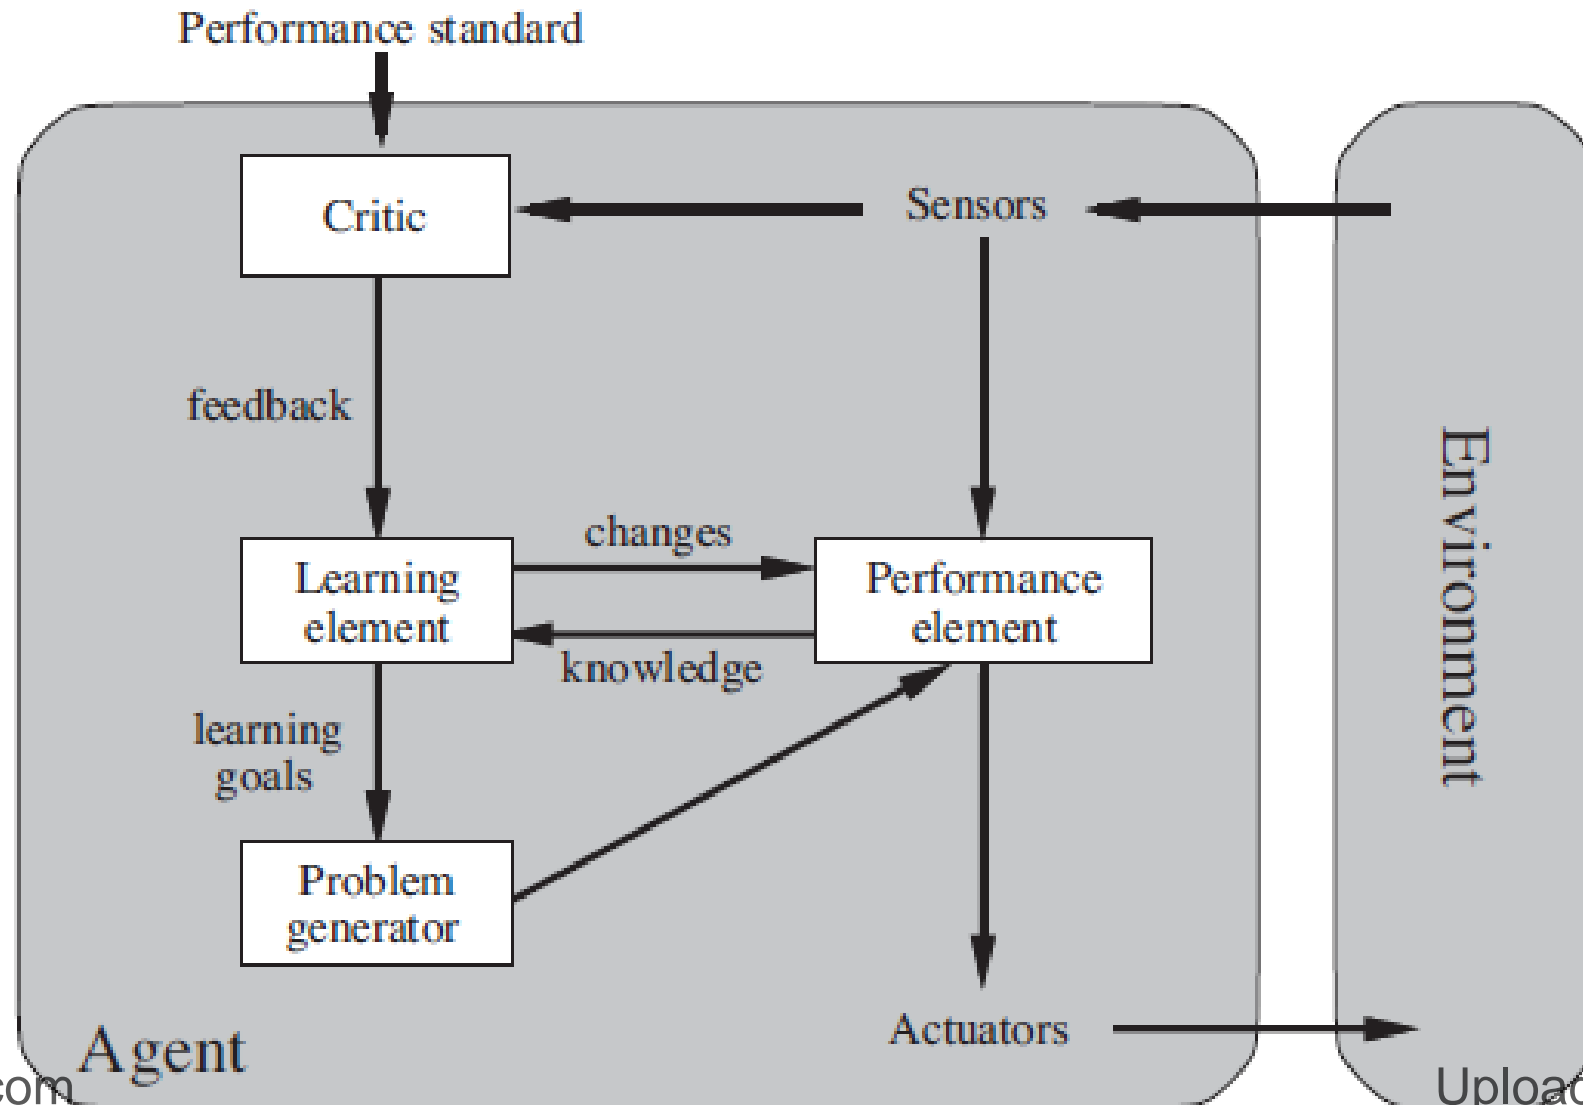 Performance standard
Critic
Sensors
feedback
changes
Learning
element
Performance
element
knowledge
learning
goals
Problem
generator
Environment
Actuators
Agent
com
Uploa